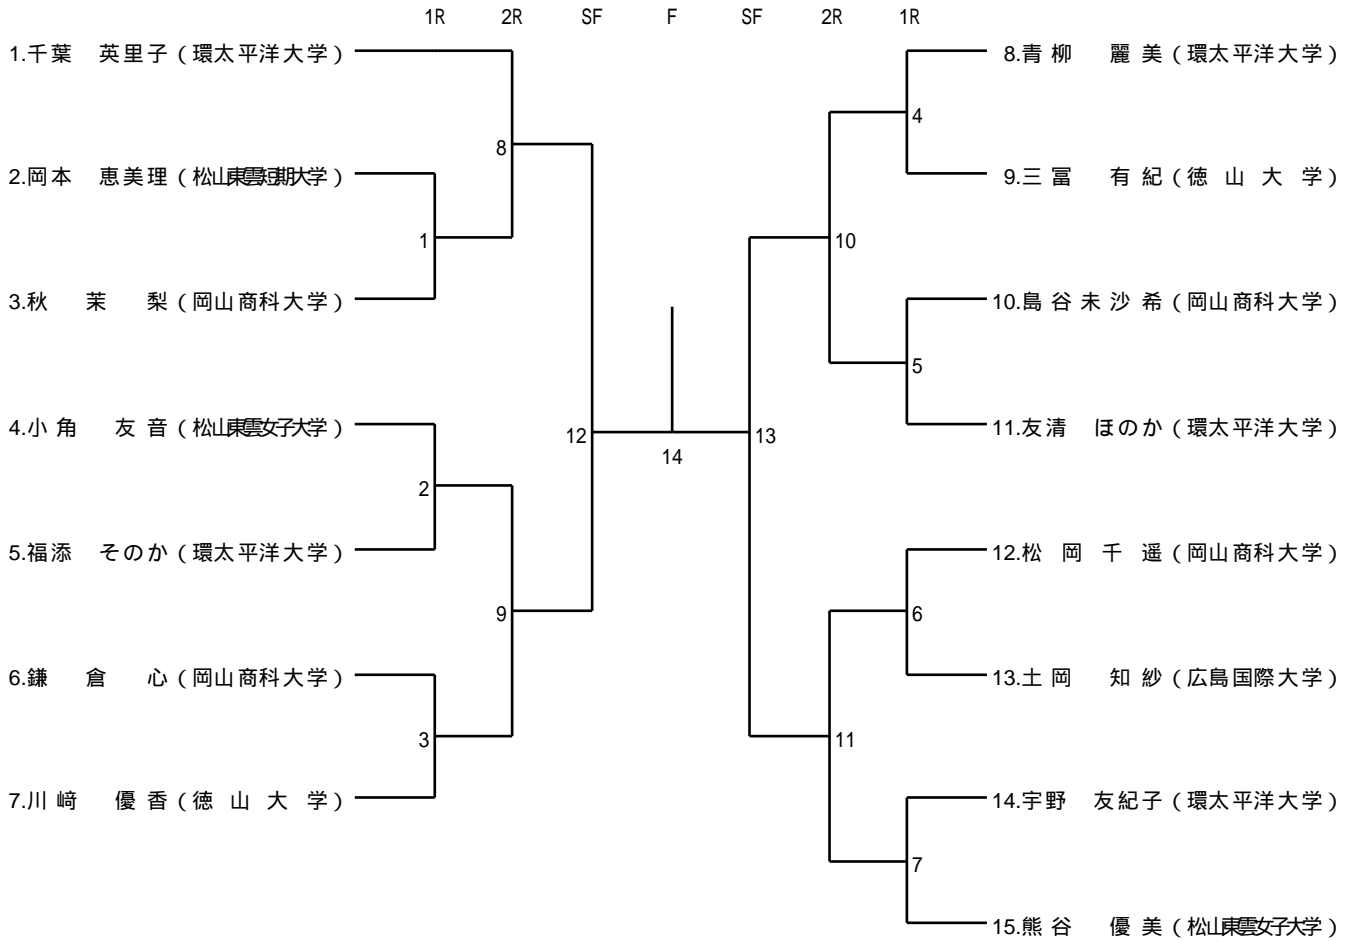 1R 2R SF F SF 2R 1R
1.千葉 英里子(環太平洋大学)
8.青柳 麗美(環太平洋大学)
4
8
2.岡本 恵美理(松山東雲短期大学)
9.三冨 有紀(徳山大学)
1
10
3.秋 茉梨(岡山商科大学)
10.島谷未沙希(岡山商科大学)
5
4.小角 友音(松山東雲女子大学)
11.友清 ほのか(環太平洋大学)
12
13
14
2
5.福添 そのか(環太平洋大学)
12.松岡千遥(岡山商科大学)
9
6
6.鎌倉 心(岡山商科大学)
13.土岡 知紗(広島国際大学)
3
11
7.川﨑 優香(徳山大学)
14.宇野 友紀子(環太平洋大学)
7
15.熊谷 優美(松山東雲女子大学)